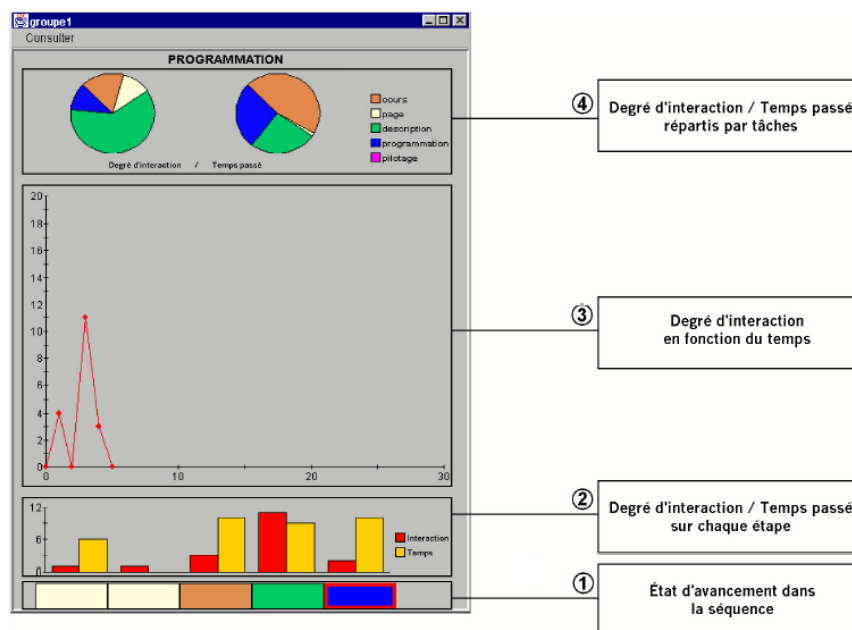 groupe1
Consulter
PROGRAMMATION
cours
page
description
programmation
pilotage
Degré d'interaction / Temps passé
20
18
16
14
12
10
8
6
4
2
0
0
10
20
30
12
6
0
Interaction
Temps
④
Degré d'interaction / Temps passé
répartis par tâches
③
Degré d'interaction
en fonction du temps
②
Degré d'interaction / Temps passé
sur chaque étape
①
État d'avancement dans
la séquence